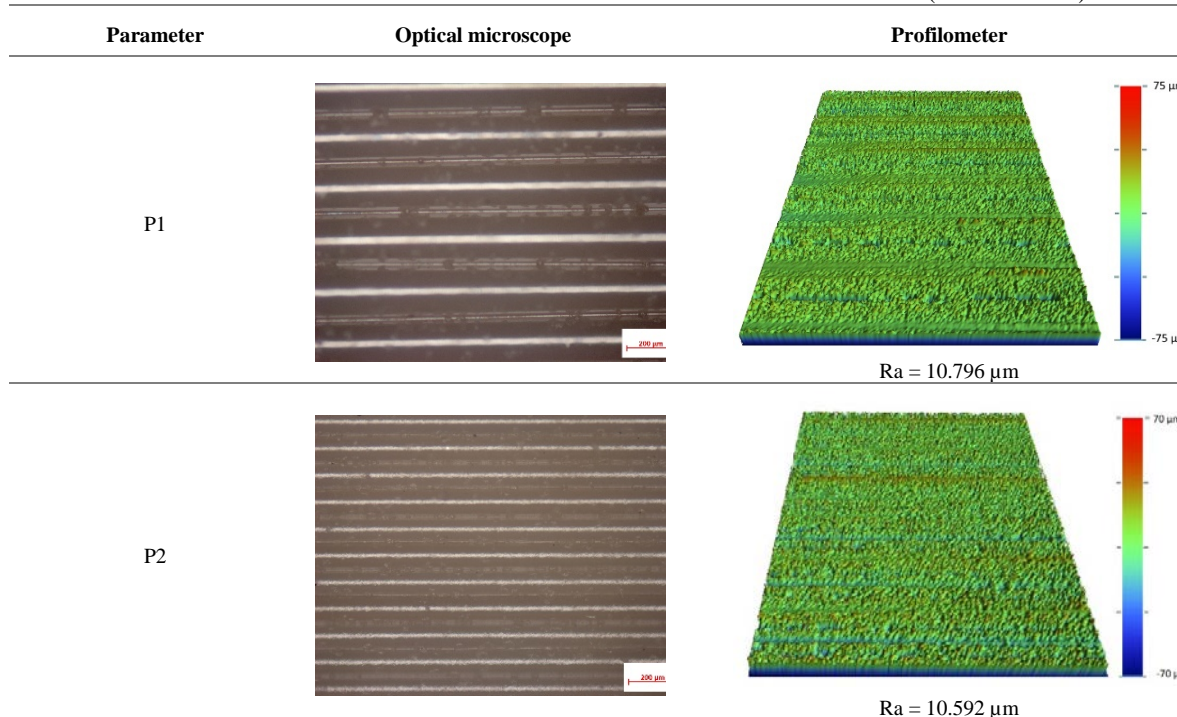 Parameter Optical microscope Profilometer
75 µm
P1
200 µm
-75 µ
Ra = 10.796 µm
70 µm
P2
200 µm
-70 µ
Ra = 10.592 µm